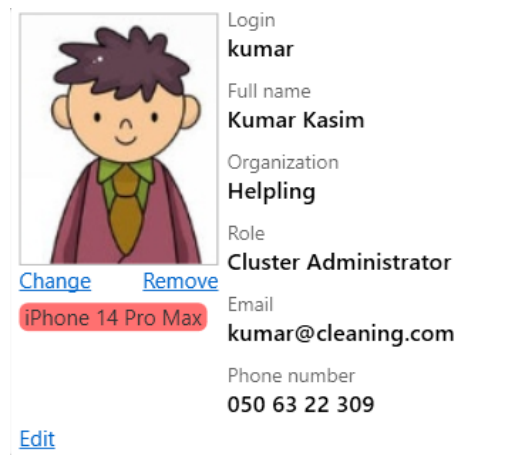 Login
kumar
Full name
Kumar Kasim
Organization
Helpling
Role
Cluster Administrator
Change Remove
Email
iPhone 14 Pro Max
kumar@cleaning.com
Phone number
050 63 22 309
Edit